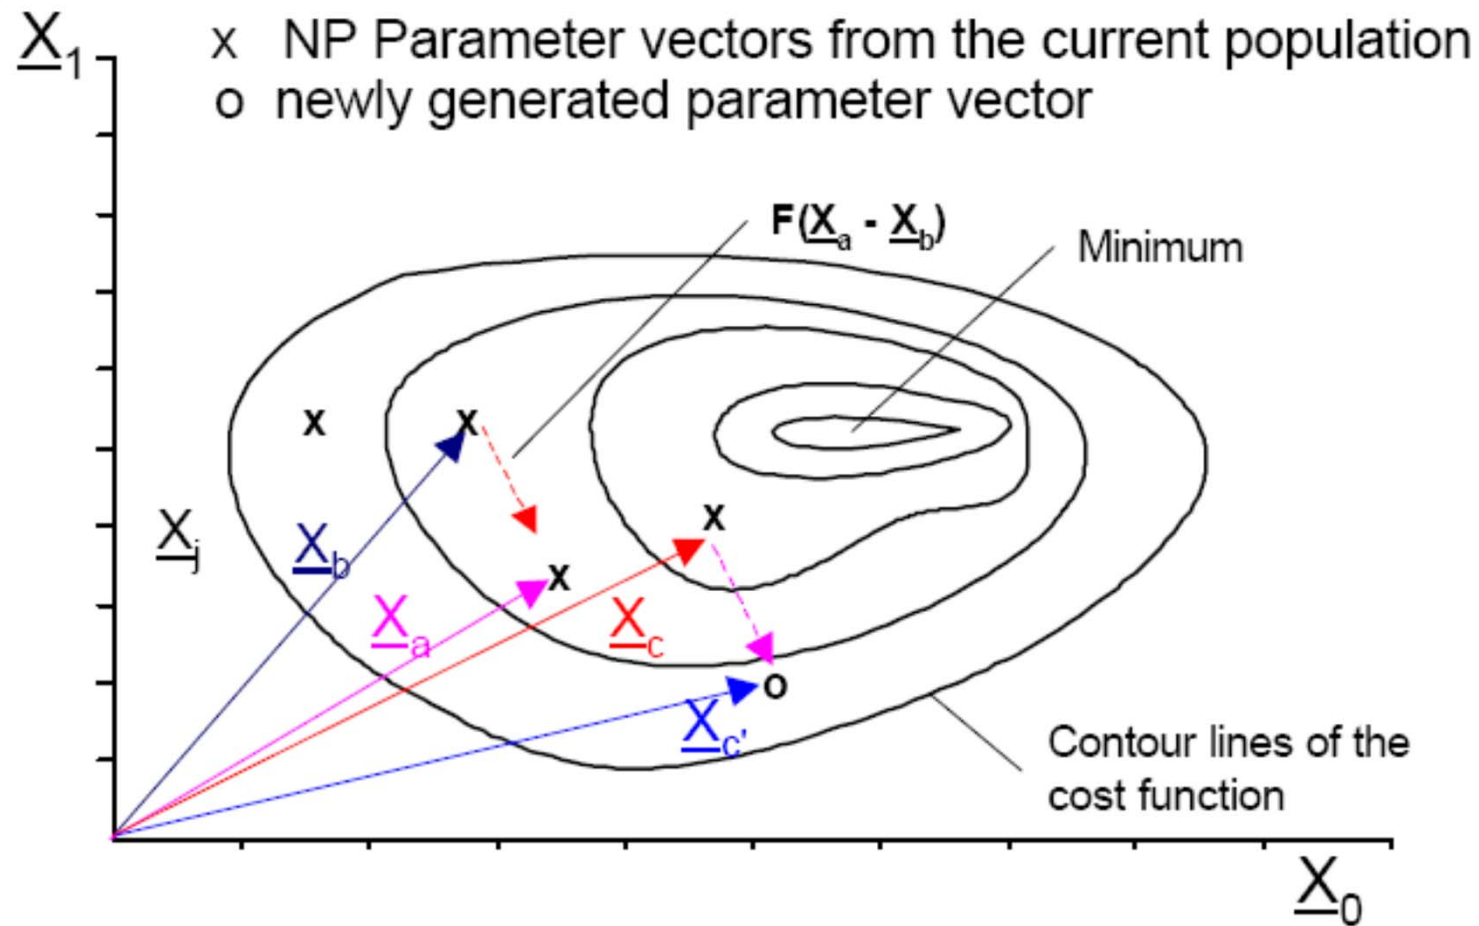 X1
x NP Parameter vectors from the current population
o newly generated parameter vector
F(Xa - Xb)
Minimum
x
x
x
Xj
Xb
x
Xa
Xc
o
Xc'
Contour lines of the
cost function
X0